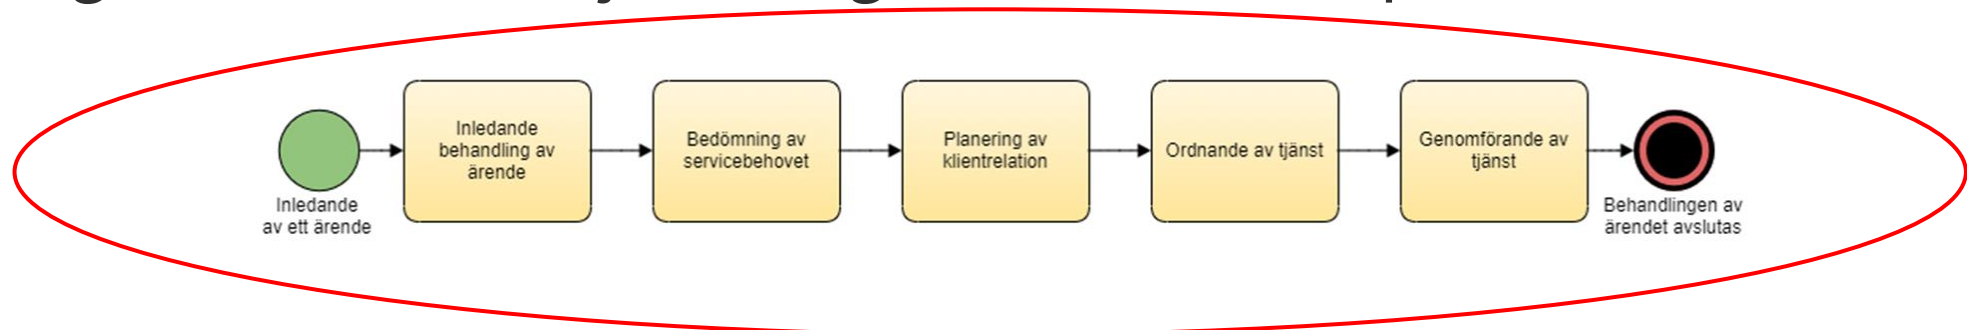 Inledande
av ett ärende
Inledande
behandling av
ärende
Bedömning av
servicebehovet
Planering av
klientrelation
Ordnande av tjänst
Genomförande av
tjänst
Behandlingen av
ärendet avslutas